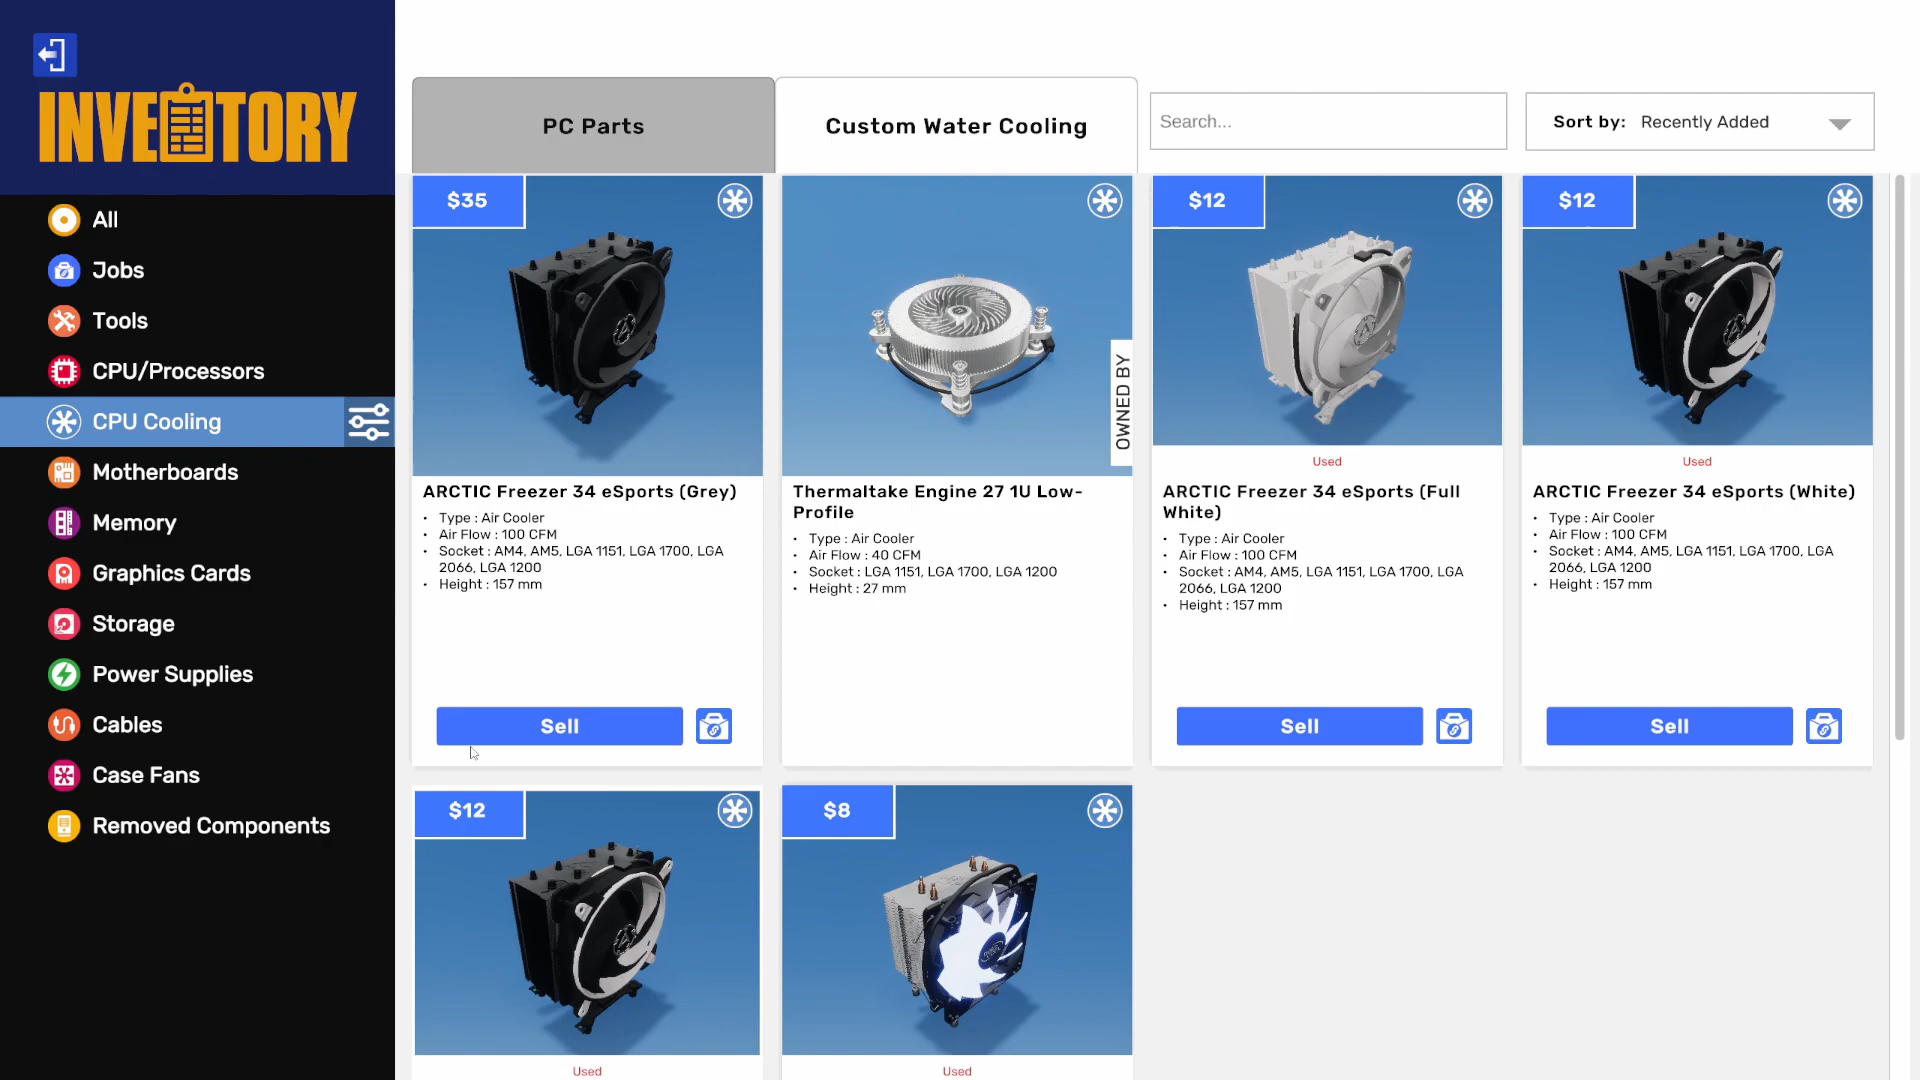 INVENTORY
All
Jobs
Tools
CPU/Processors
CPU Cooling
Motherboards
Memory
Graphics Cards
Storage
Power Supplies
Cables
Case Fans
Removed Components
PC Parts
Custom Water Cooling
Search...
Sort by: Recently Added
$35
ARCTIC Freezer 34 eSports (Grey)
• Type : Air Cooler
• Air Flow : 100 CFM
• Socket : AM4, AM5, LGA 1151, LGA 1700, LGA
2066, LGA 1200
• Height : 157 mm
Sell
OWNED BY
Thermaltake Engine 27 1U Low-
Profile
• Type : Air Cooler
• Air Flow : 40 CFM
• Socket : LGA 1151, LGA 1700, LGA 1200
• Height : 27 mm
$12
Used
ARCTIC Freezer 34 eSports (Full
White)
• Type : Air Cooler
• Air Flow : 100 CFM
• Socket : AM4, AM5, LGA 1151, LGA 1700, LGA
2066, LGA 1200
• Height : 157 mm
Sell
$12
Used
ARCTIC Freezer 34 eSports (White)
• Type : Air Cooler
• Air Flow : 100 CFM
• Socket : AM4, AM5, LGA 1151, LGA 1700, LGA
2066, LGA 1200
• Height : 157 mm
Sell
$12
Used
$8
Used